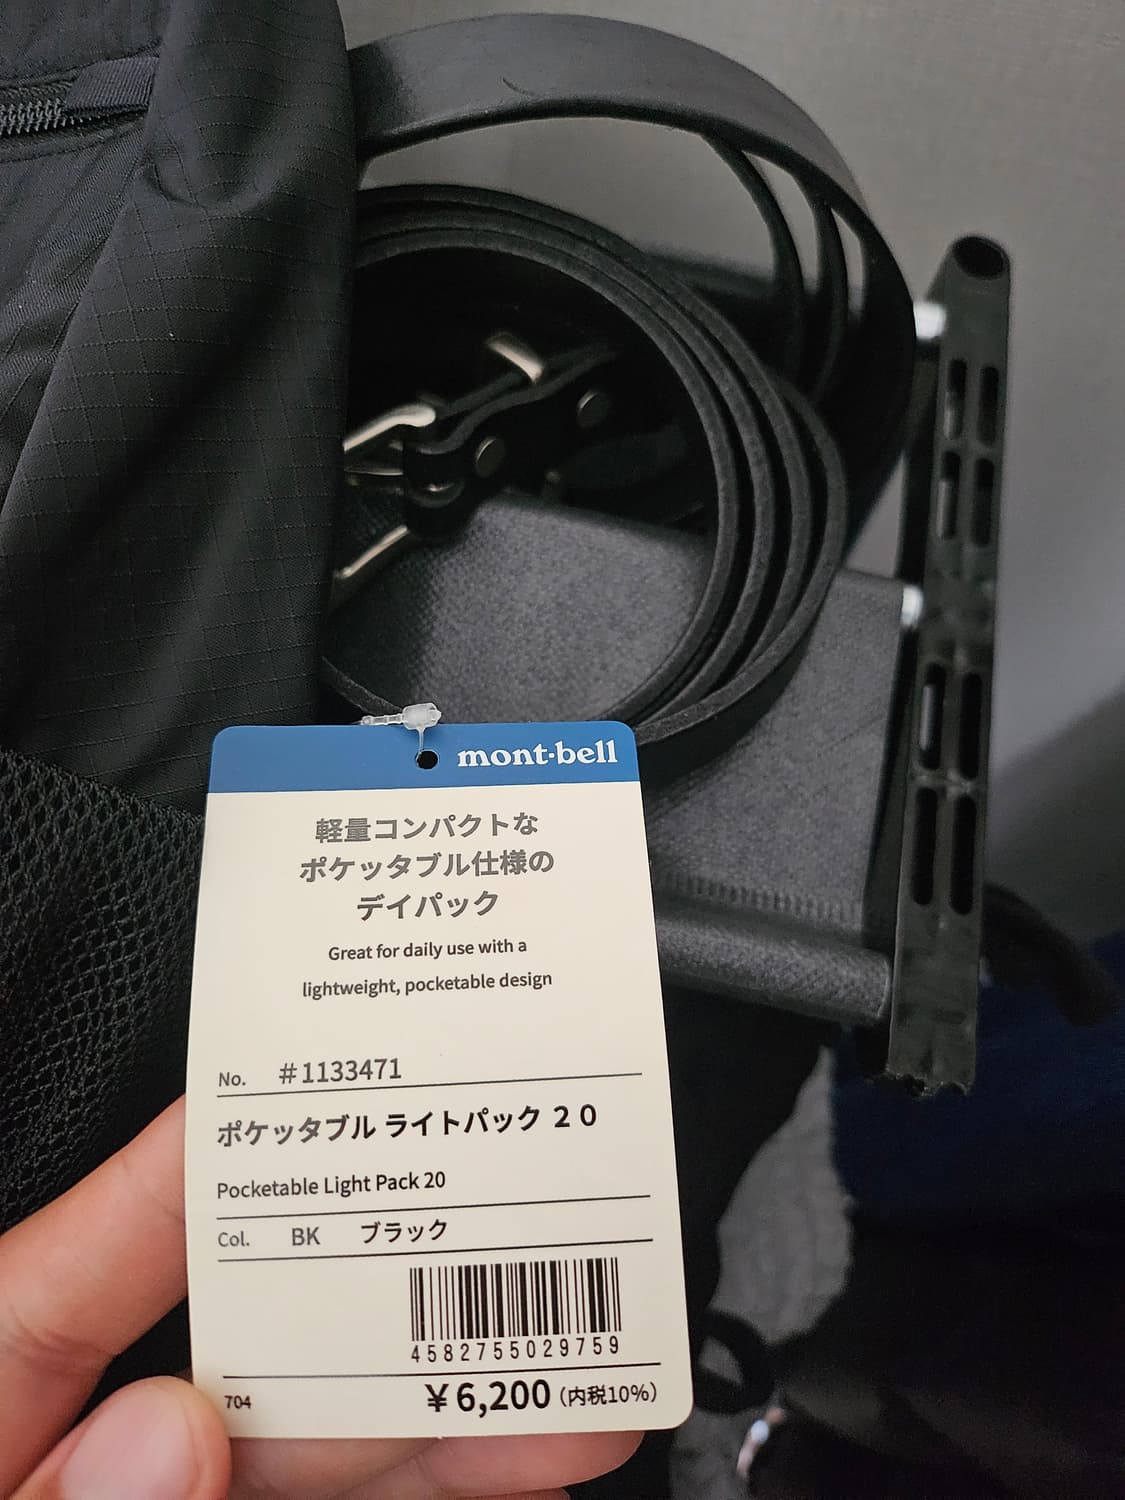 mont·bell
軽量コンパクトな
ポケッタブル仕様の
デイパック
Great for daily use with a
lightweight, pocketable design
No. #1133471
ポケッタブル ライトパック 20
Pocketable Light Pack 20
Col. BK ブラック
4582755029759
704 ¥6,200 (内税10%)